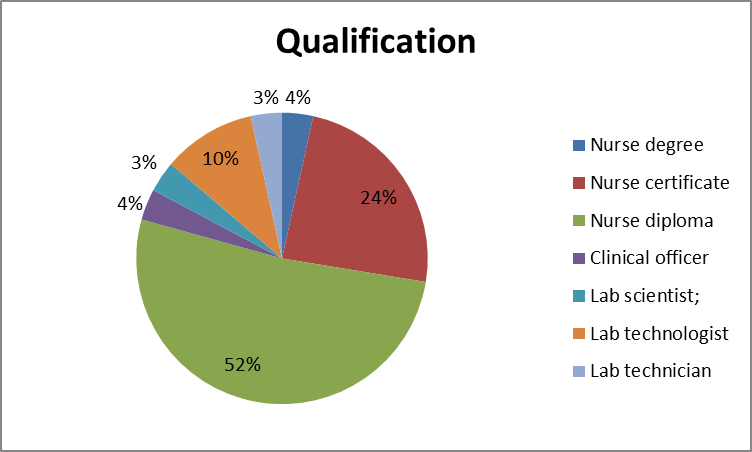 Qualification
3%
4%
3%
10%
24%
4%
52%
Nurse degree
Nurse certificate
Nurse diploma
Clinical officer
Lab scientist;
Lab technologist
Lab technician